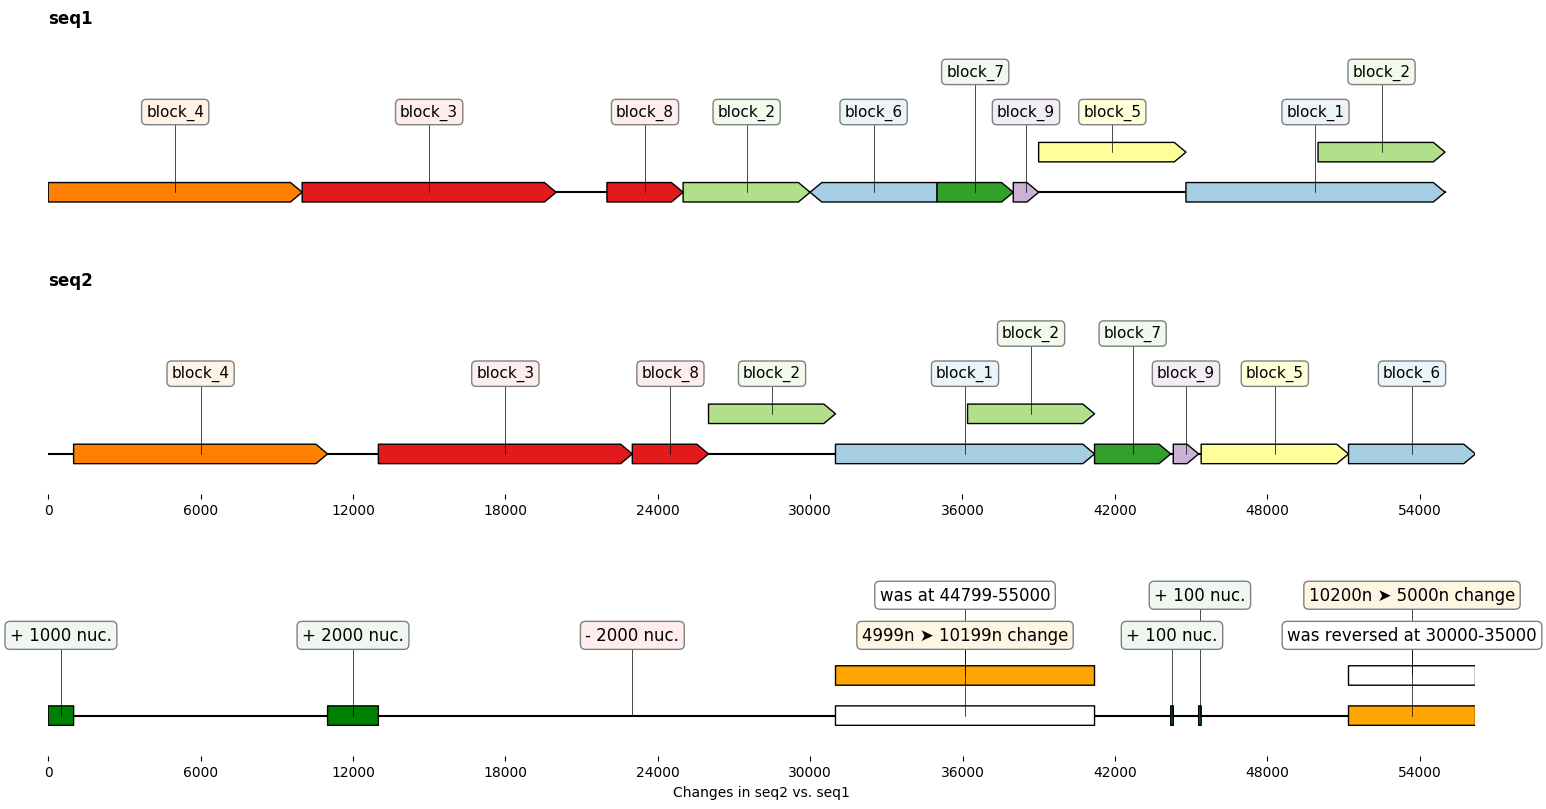 seq1
block_7
block_2
block_4
block_3
block_8
block_2
block_6
block_9
block_5
block_1
seq2
block_2
block_7
block_4
block_3
block_8
block_2
block_1
block_9
block_5
block_6
0 6000 12000 18000 24000 30000 36000 42000 48000 54000
was at 44799-55000
+ 100 nuc.
10200n ➤ 5000n change
+ 1000 nuc.
+ 2000 nuc.
- 2000 nuc.
4999n ➤ 10199n change
+ 100 nuc.
was reversed at 30000-35000
0 6000 12000 18000 24000 30000 36000 42000 48000 54000
Changes in seq2 vs. seq1